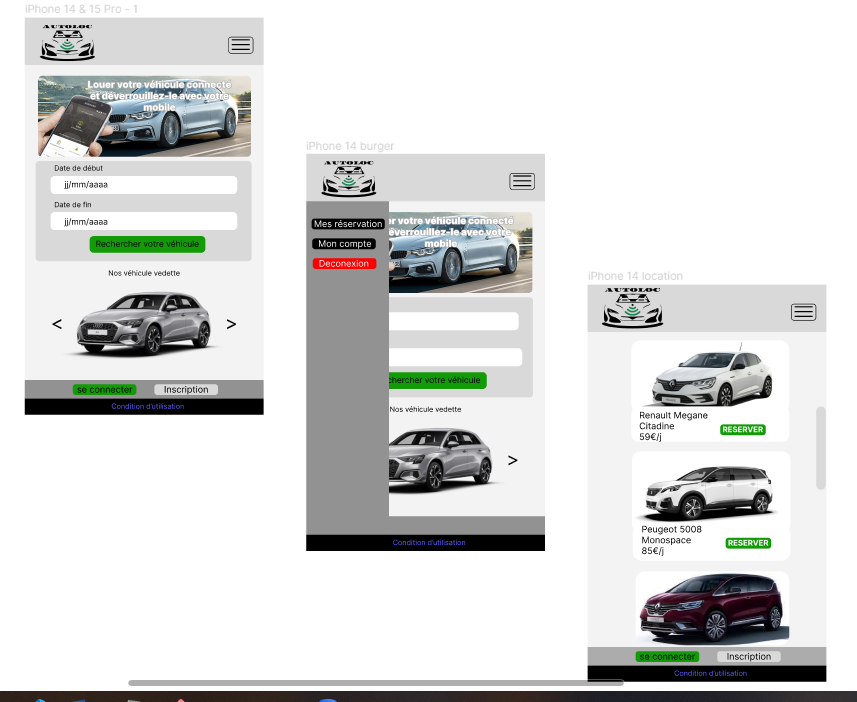 iPhone 14 & 15 Pro - 1
AUTOLOC
Louer votre véhicule connecté
et déverrouillez-le avec votre
mobile
Date de début
jj/mm/aaaa
Date de fin
jj/mm/aaaa
Rechercher votre véhicule
Nos véhicule vedette
<
>
se connecter
Inscription
Condition d'utilisation
iPhone 14 burger
AUTOLOC
Mes réservation
Mon compte
Deconexion
er votre véhicule connecté
éverrouillez-le avec votre
mobile
chercher votre véhicule
Nos véhicule vedette
>
Condition d'utilisation
iPhone 14 location
AUTOLOC
Renault Megane
Citadine
59€/j
RESERVER
Peugeot 5008
Monospace
85€/j
RESERVER
se connecter
Inscription
Condition d'utilisation